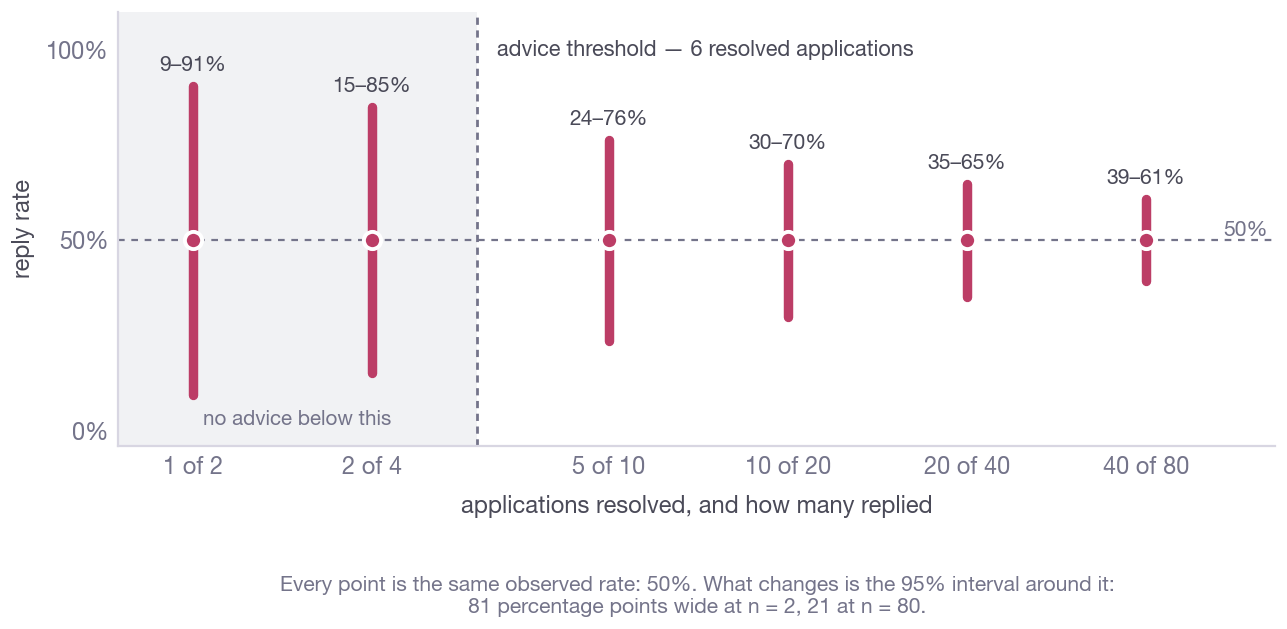 100%
advice threshold — 6 resolved applications
9–91%
15–85%
24–76%
30–70%
35–65%
39–61%
reply rate
50%
50%
no advice below this
0%
1 of 2
2 of 4
5 of 10
10 of 20
20 of 40
40 of 80
applications resolved, and how many replied
Every point is the same observed rate: 50%. What changes is the 95% interval around it:
81 percentage points wide at n = 2, 21 at n = 80.